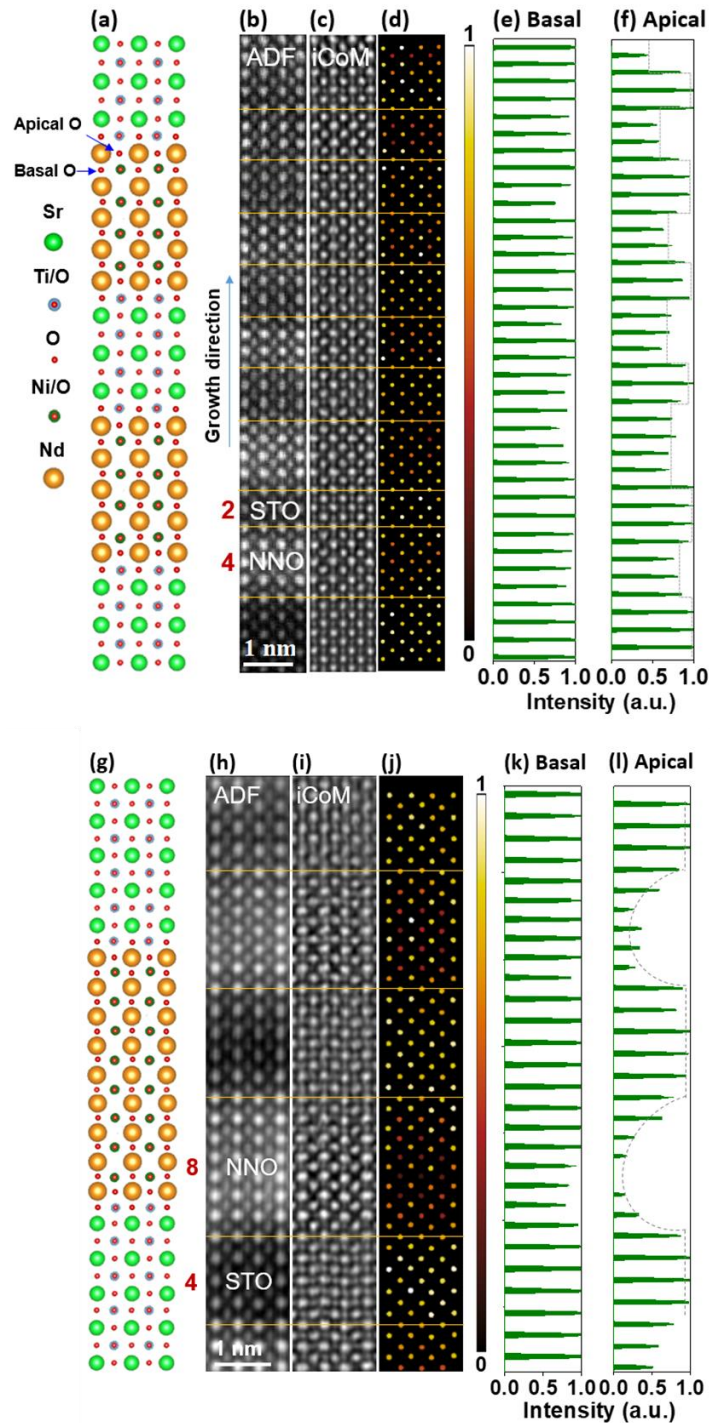 (a)
(b)
(c)
(d)
(e) Basal
(f) Apical
ADF
iCoM
1
Apical O
Basal O
Sr
Ti/O
O
Ni/O
Nd
Growth direction
2
STO
4
NNO
1 nm
0
0.0 0.5 1.0
0.0 0.5 1.0
Intensity (a.u.)
(g)
(h)
(i)
(j)
(k) Basal
(l) Apical
ADF
iCoM
1
8
NNO
4
STO
1 nm
0
0.0 0.5 1.0
0.0 0.5 1.0
Intensity (a.u.)